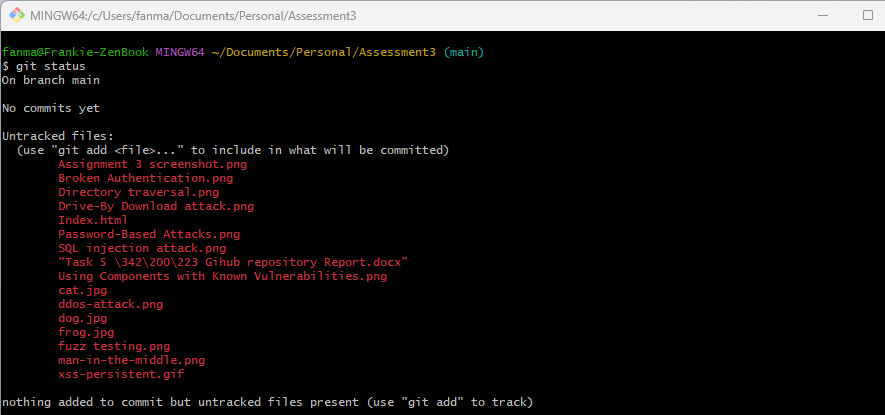 MINGW64:/c/Users/fanma/Documents/Personal/Assessment3
fanma@Frankie-ZenBook MINGW64 ~/Documents/Personal/Assessment3 (main)
$ git status
On branch main
No commits yet
Untracked files:
(use "git add <file>..." to include in what will be committed)
Assignment 3 screenshot.png
Broken Authentication.png
Directory traversal.png
Drive-By Download attack.png
Index.html
Password-Based Attacks.png
SQL injection attack.png
"Task 5 \342\200\223 Gihub repository Report.docx"
Using Components with Known Vulnerabilities.png
cat.jpg
ddos-attack.png
dog.jpg
frog.jpg
fuzz testing.png
man-in-the-middle.png
xss-persistent.gif
nothing added to commit but untracked files present (use "git add" to track)